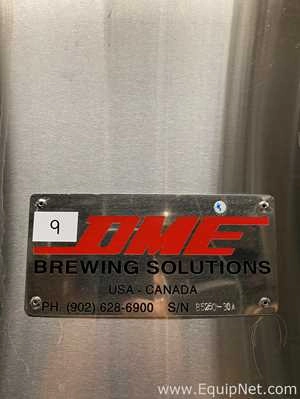 9
DME
BREWING SOLUTIONS
USA - CANADA
PH. (902) 628-6900 S/N
www.EquipNet.com